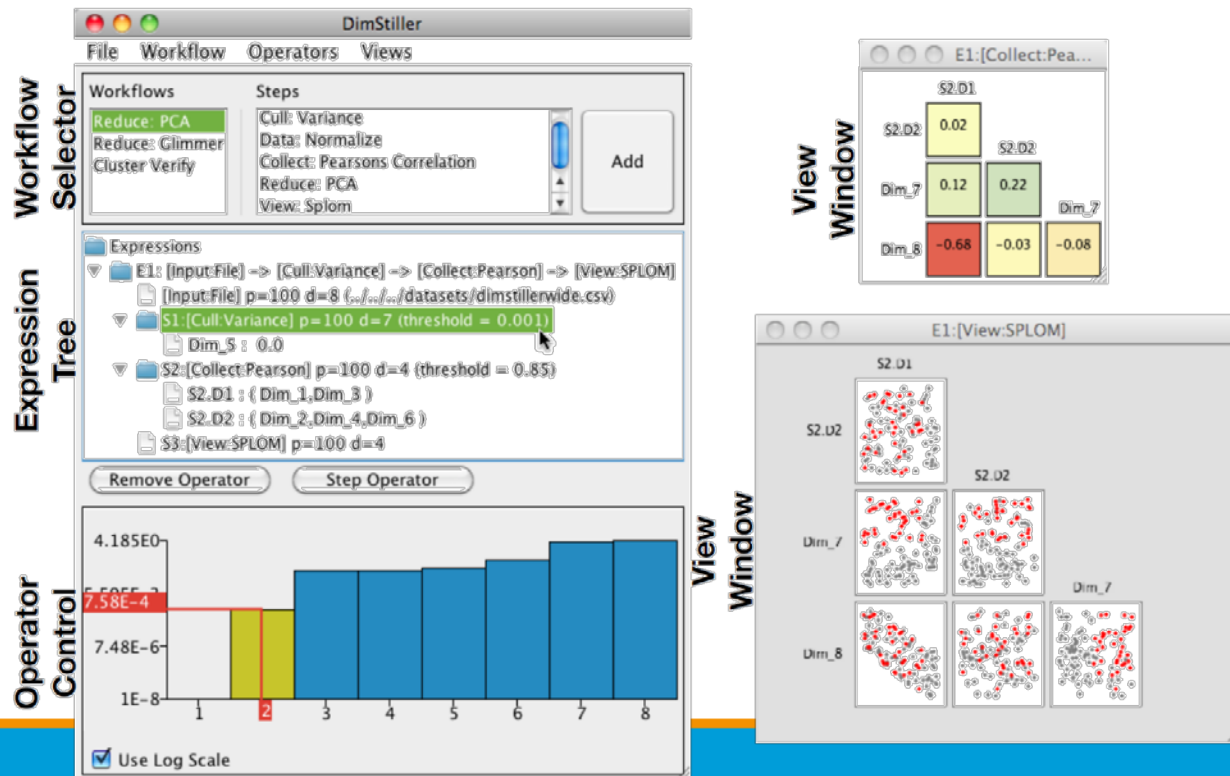 DimStiller
File Workflow Operators Views
Workflow Selector
Workflows
Reduce: PCA
Reduce: Glimmer
Cluster Verify
Steps
Cull: Variance
Data: Normalize
Collect: Pearsons Correlation
Reduce: PCA
View: Splom
Add
Expression Tree
Expressions
E1: [Input:File] -> [Cull:Variance] -> [Collect:Pearson] -> [View:SPLOM]
[Input:File] p=100 d=8 (../../../datasets/dimstillerwide.csv)
S1:[Cull:Variance] p=100 d=7 (threshold = 0.001)
Dim_5 : 0.0
S2:[Collect:Pearson] p=100 d=4 (threshold = 0.85)
S2.D1 : ( Dim_1,Dim_3 )
S2.D2 : ( Dim_2,Dim_4,Dim_6 )
S3:[View:SPLOM] p=100 d=4
Remove Operator Step Operator
Operator Control
4.185E0
7.58E-4
7.48E-6
1E-8
1 2 3 4 5 6 7 8
Use Log Scale
View Window
E1:[Collect:Pea...
S2.D1
S2.D2 0.02
S2.D2
Dim_7 0.12 0.22
Dim_7
Dim_8 -0.68 -0.03 -0.08
View Window
E1:[View:SPLOM]
S2.D1
S2.D2
S2.D2
Dim_7
Dim_7
Dim_8